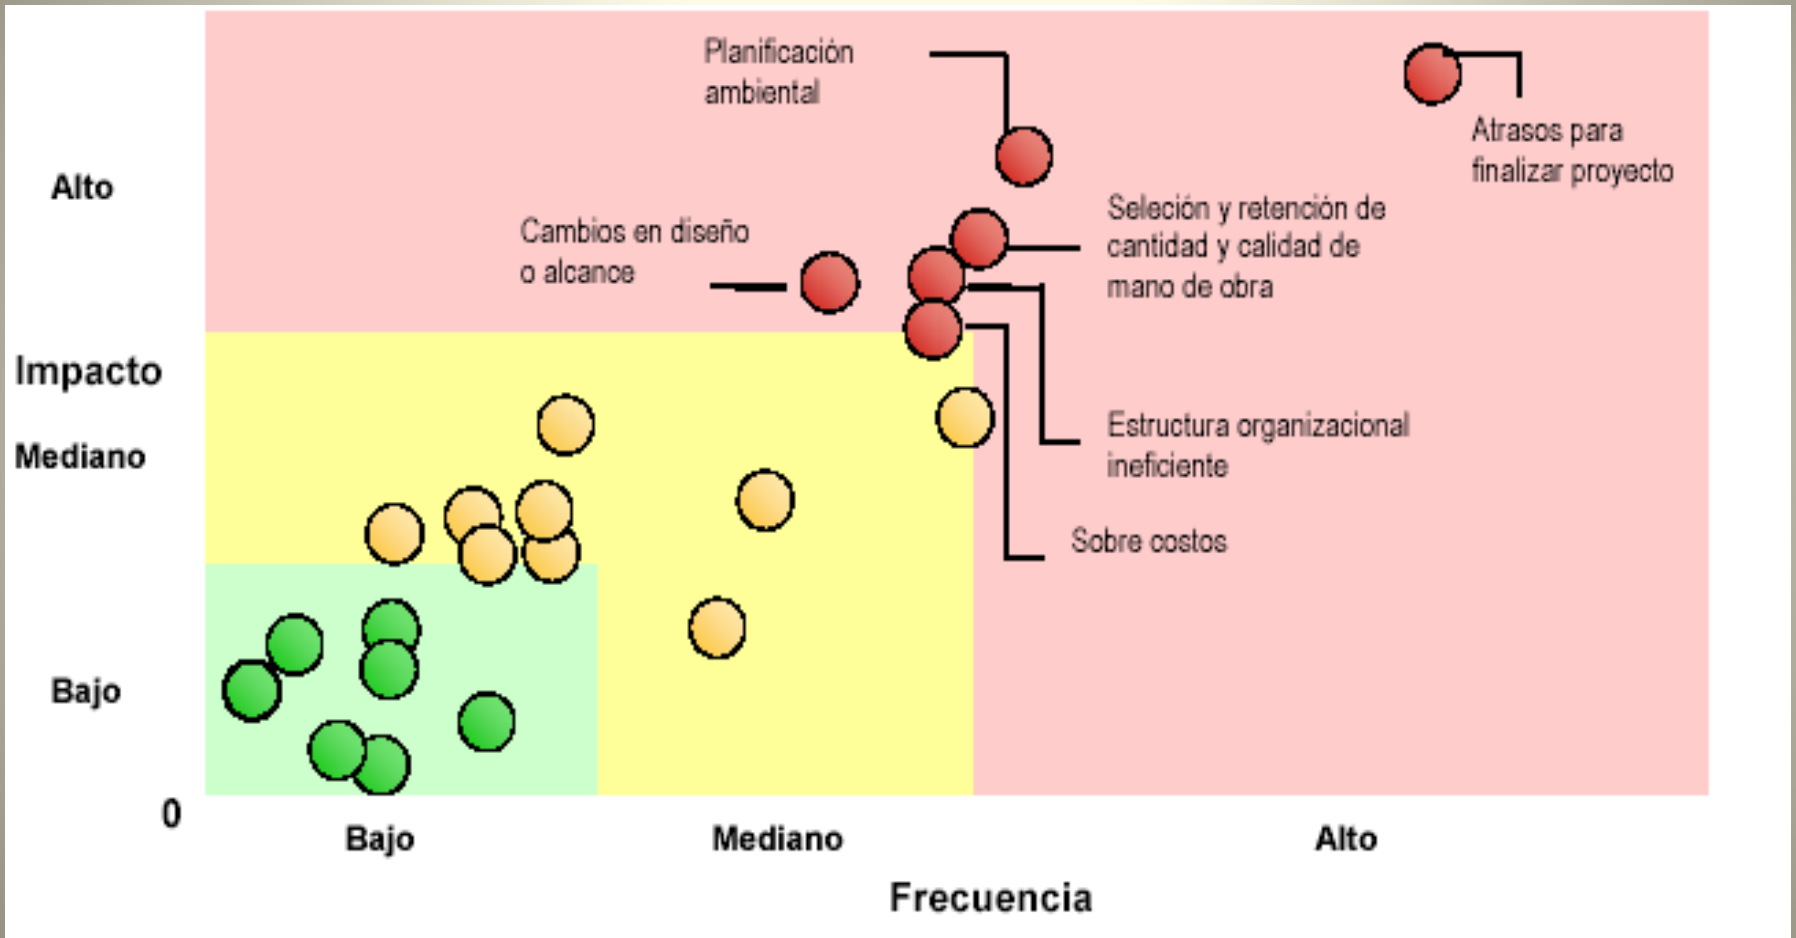 Planificación
ambiental
Atrasos para
finalizar proyecto
Alto
Cambios en diseño
o alcance
Seleción y retención de
cantidad y calidad de
mano de obra
Impacto
Estructura organizacional
ineficiente
Mediano
Sobre costos
Bajo
0
Bajo
Mediano
Alto
Frecuencia